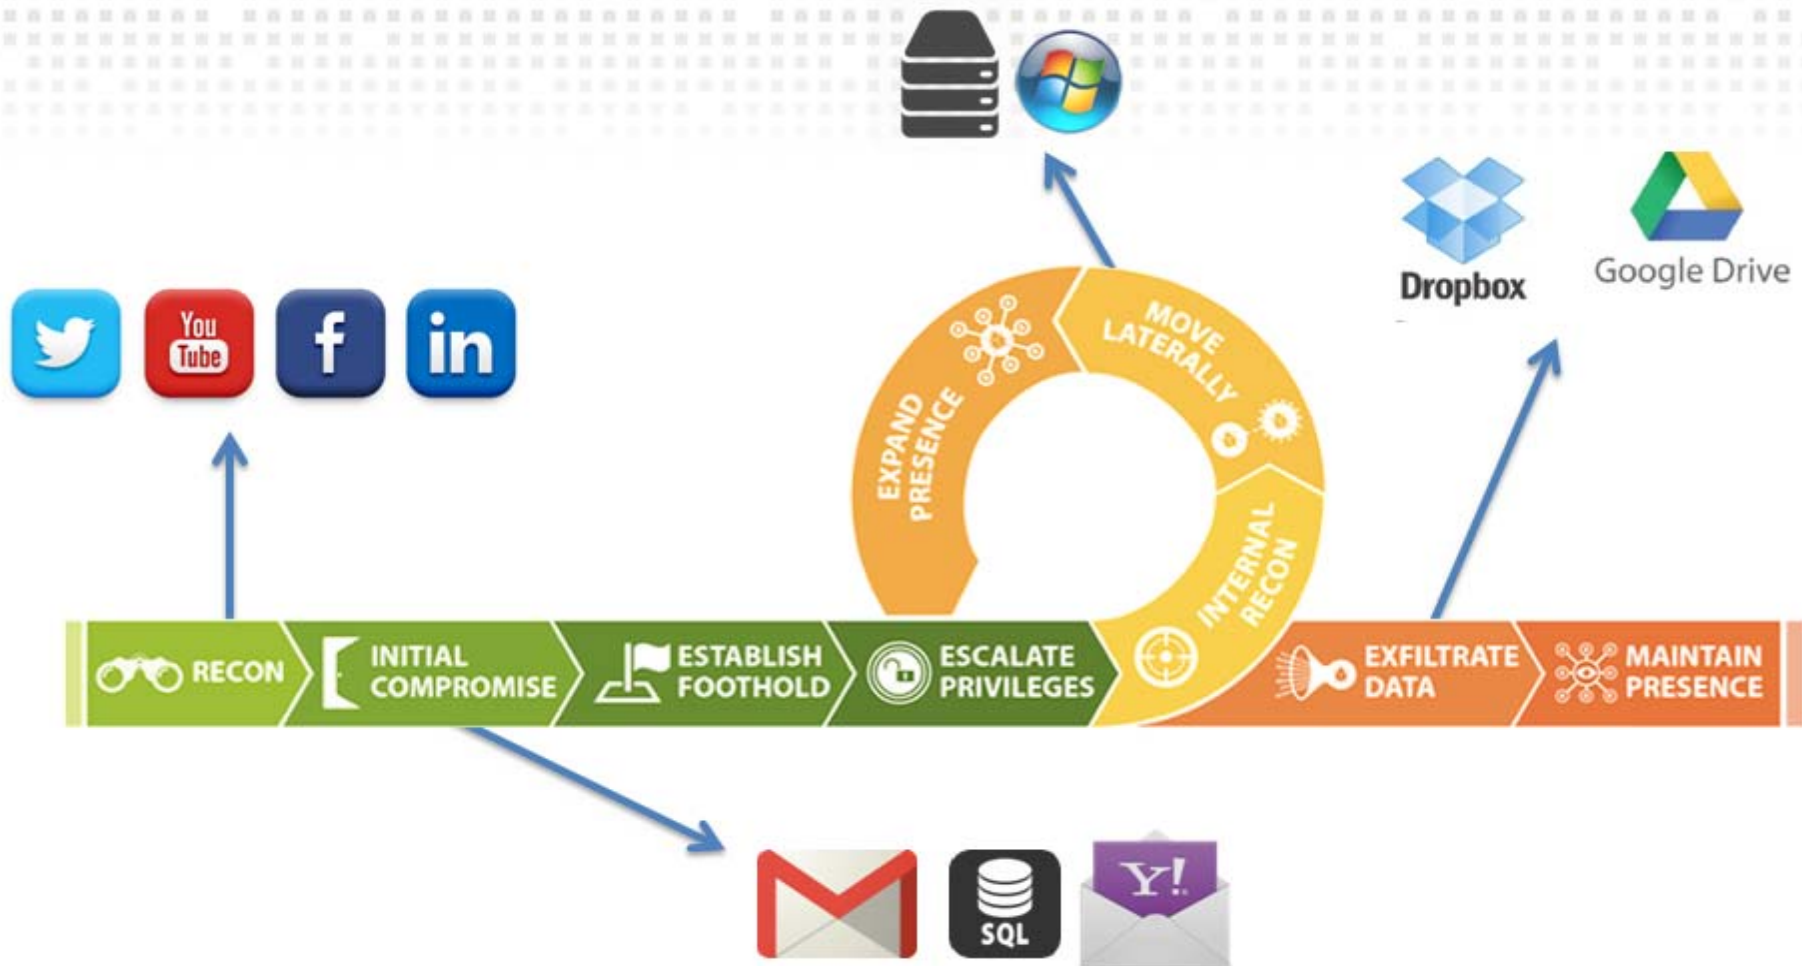 Dropbox
Google Drive
You
Tube
f
in
MOVE
LATERALLY
EXPAND
PRESENCE
INTERNAL
RECON
RECON
INITIAL
COMPROMISE
ESTABLISH
FOOTHOLD
ESCALATE
PRIVILEGES
EXFILTRATE
DATA
MAINTAIN
PRESENCE
SQL
Y!